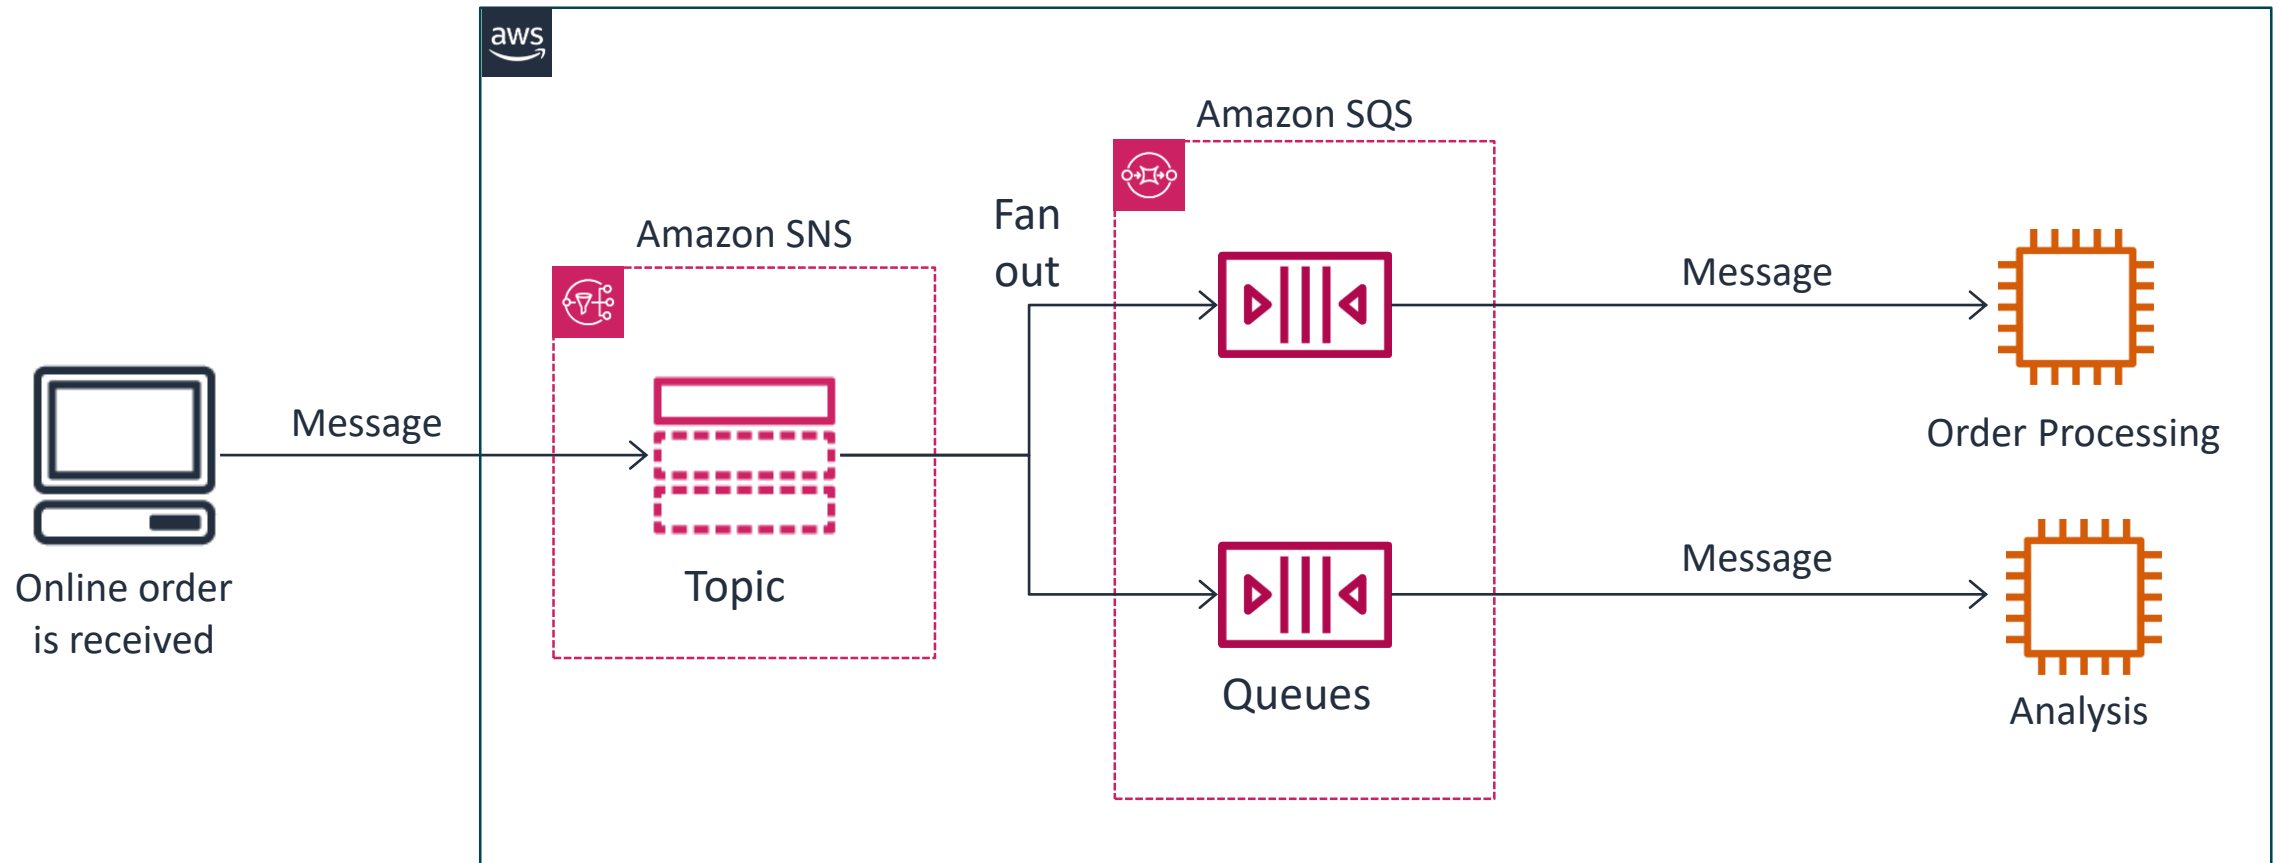 aws
Amazon SQS
Fan
out
Amazon SNS
Message
Message
Order Processing
Topic
Online order
is received
Message
Queues
Analysis